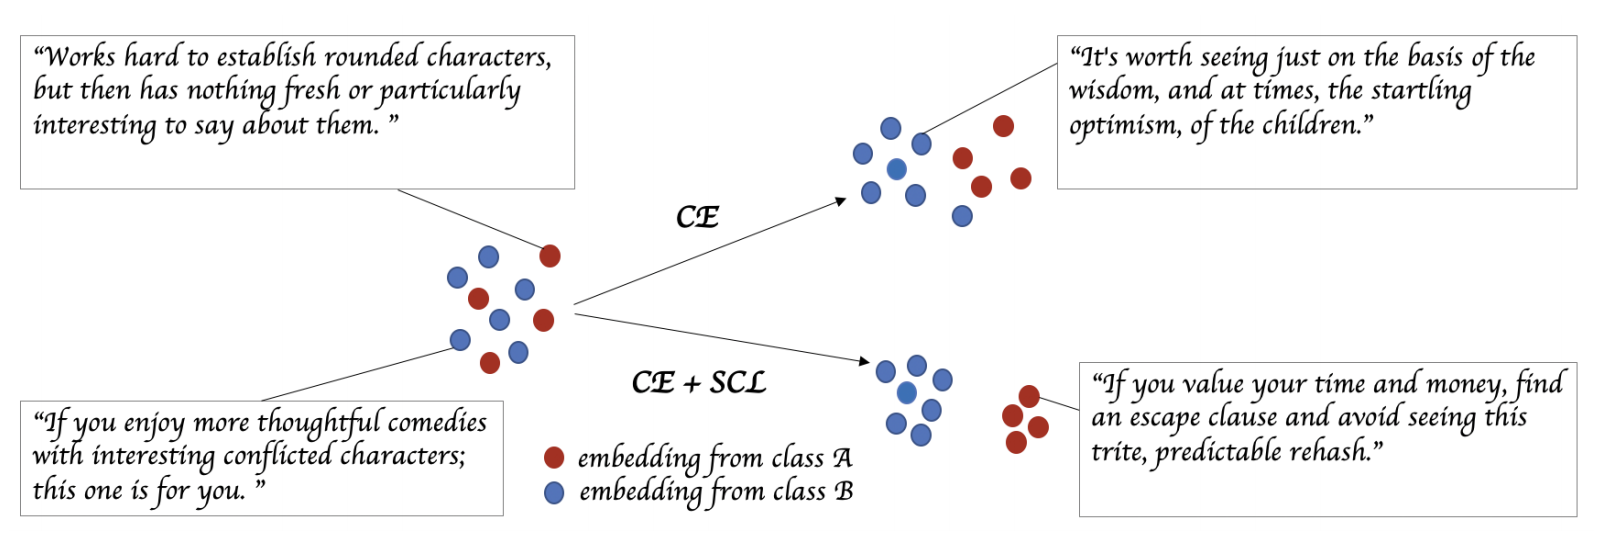 “Works hard to establish rounded characters,
but then has nothing fresh or particularly
interesting to say about them. ”
“It's worth seeing just on the basis of the
wisdom, and at times, the startling
optimism, of the children.”
CE
CE + SCL
“If you enjoy more thoughtful comedies
with interesting conflicted characters;
this one is for you. ”
embedding from class A
embedding from class B
“If you value your time and money, find
an escape clause and avoid seeing this
trite, predictable rehash.”